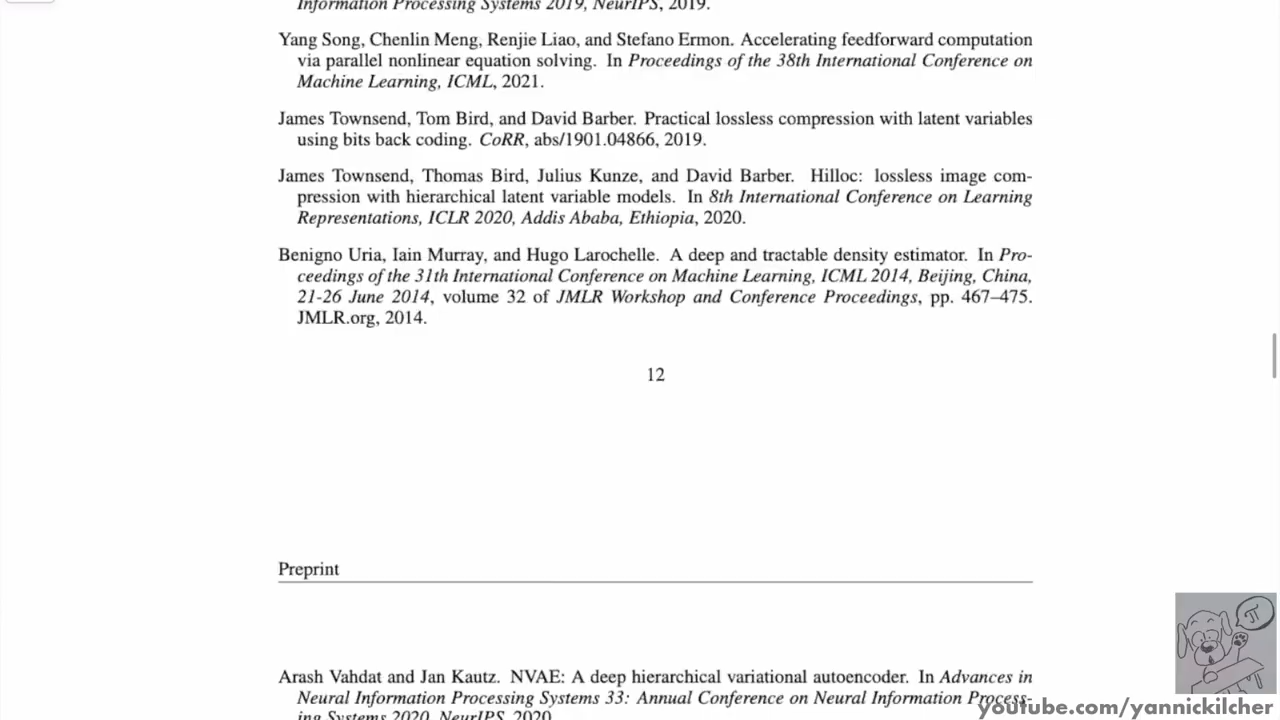 Information Processing Systems 2019, NeurIPS, 2019.
Yang Song, Chenlin Meng, Renjie Liao, and Stefano Ermon. Accelerating feedforward computation
via parallel nonlinear equation solving. In Proceedings of the 38th International Conference on
Machine Learning, ICML, 2021.
James Townsend, Tom Bird, and David Barber. Practical lossless compression with latent variables
using bits back coding. CoRR, abs/1901.04866, 2019.
James Townsend, Thomas Bird, Julius Kunze, and David Barber. Hilloc: lossless image com-
pression with hierarchical latent variable models. In 8th International Conference on Learning
Representations, ICLR 2020, Addis Ababa, Ethiopia, 2020.
Benigno Uria, Iain Murray, and Hugo Larochelle. A deep and tractable density estimator. In Pro-
ceedings of the 31th International Conference on Machine Learning, ICML 2014, Beijing, China,
21-26 June 2014, volume 32 of JMLR Workshop and Conference Proceedings, pp. 467–475.
JMLR.org, 2014.
12
Preprint
π
Arash Vahdat and Jan Kautz. NVAE: A deep hierarchical variational autoencoder. In Advances in
Neural Information Processing Systems 33: Annual Conference on Neural Information Process-
ing Systems 2020, NeurIPS, 2020.
youtube.com/yannickilcher